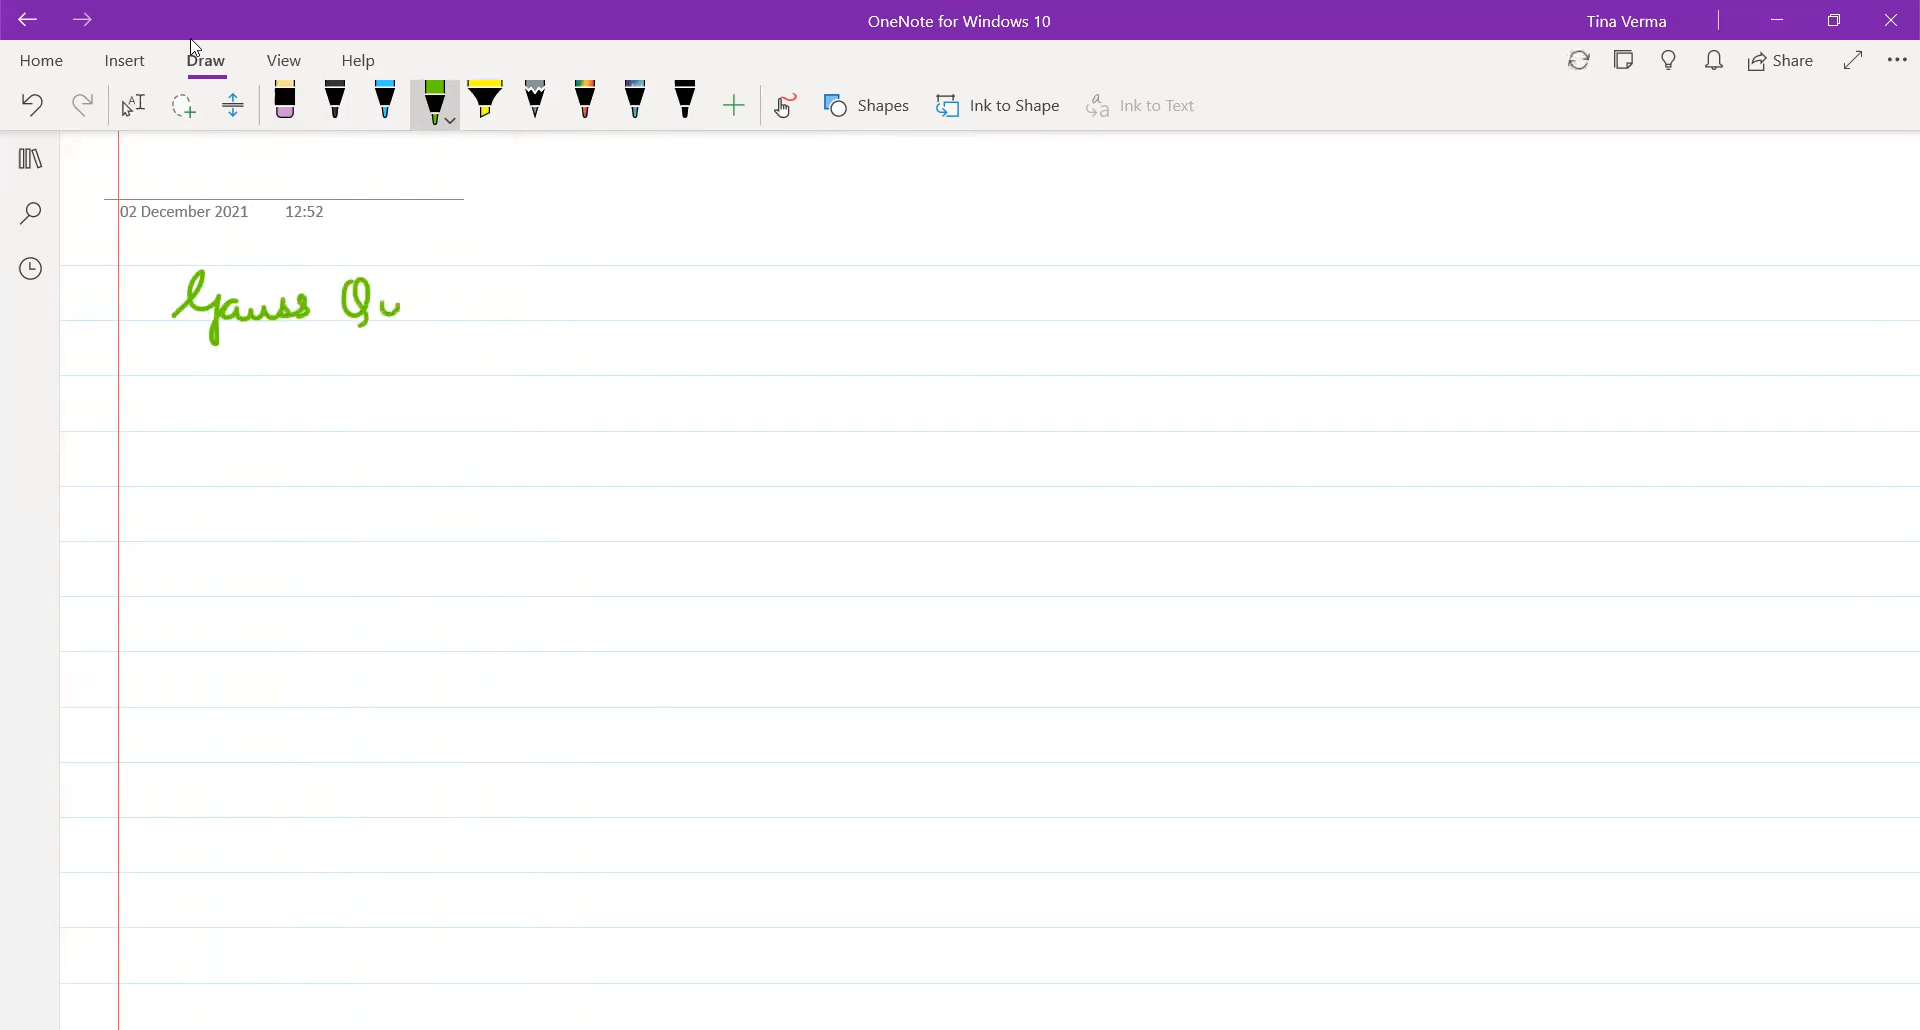 OneNote for Windows 10 Tina Verma
Home Insert Draw View Help Share
Shapes Ink to Shape Ink to Text
02 December 2021 12:52
Gauss Qu